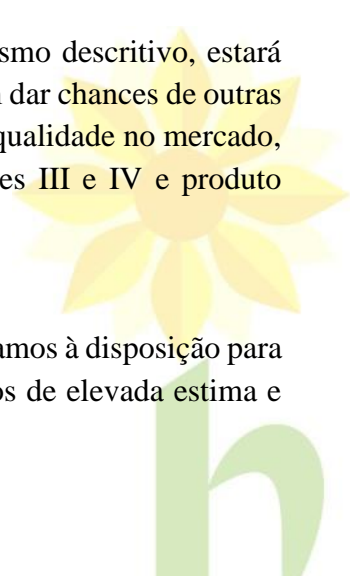 smo descritivo, estará
dar chances de outras
qualidade no mercado,
es III e IV e produto
amos à disposição para
os de elevada estima e